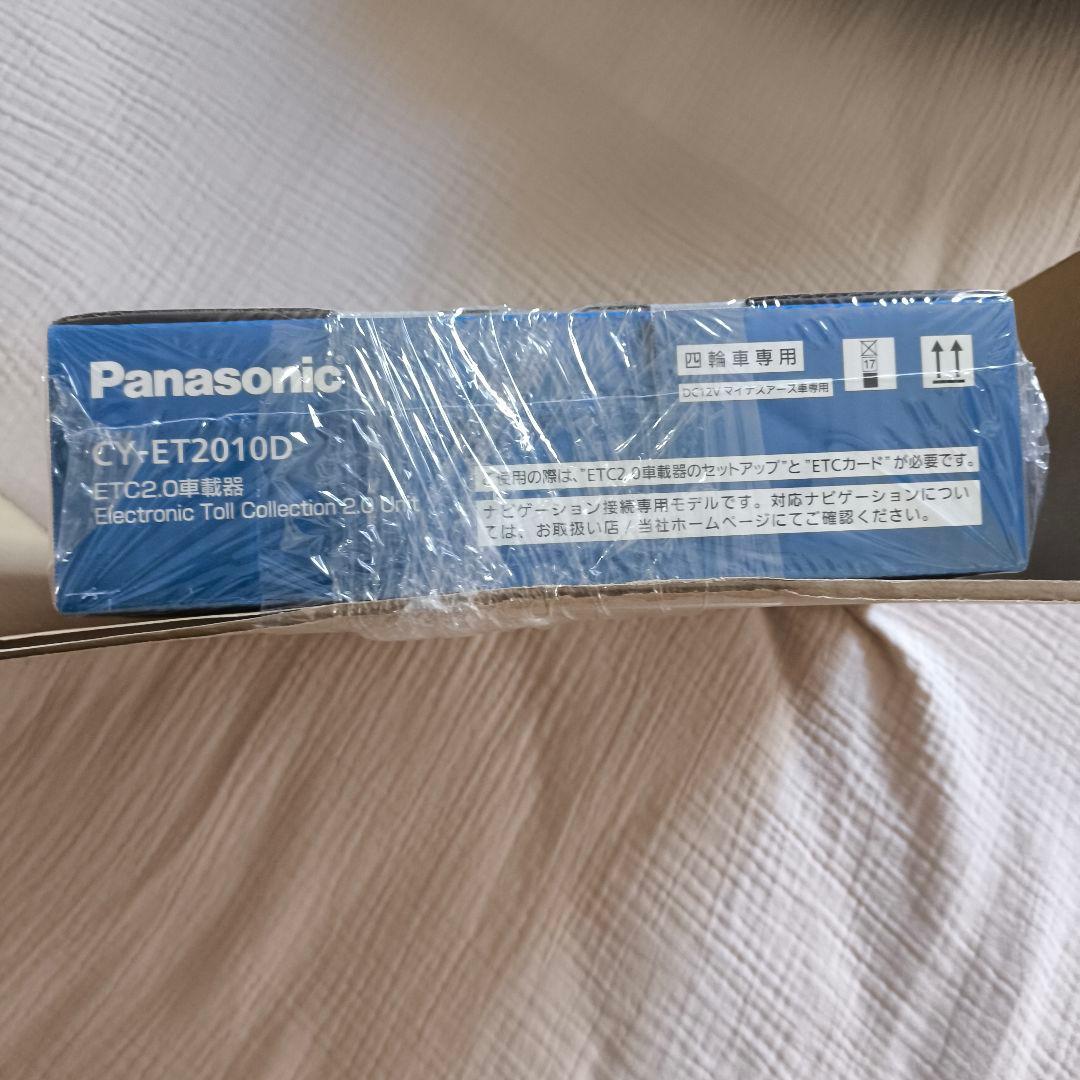 Panasonic
CY-ET2010D
ETC2.0車載器
Electronic Toll Collection 2.0 Unit
四輪車専用
DC12V マイナスアース車専用
17
ご使用の際は、"ETC2.0車載器のセットアップ"と"ETCカード"が必要です。
ナビゲーション接続専用モデルです。対応ナビゲーションについ
ては、お取扱い店/当社ホームページにてご確認ください。